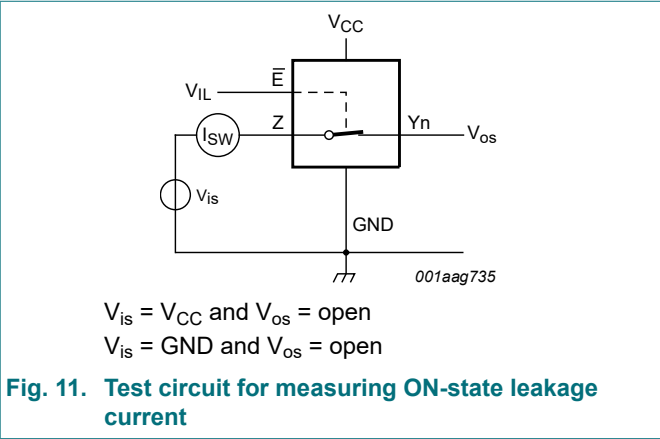 VCC
E
VIL
Z
Yn
ISW
Vos
Vis
GND
001aag735
Vis = VCC and Vos = open
Vis = GND and Vos = open
Fig. 11. Test circuit for measuring ON-state leakage
current